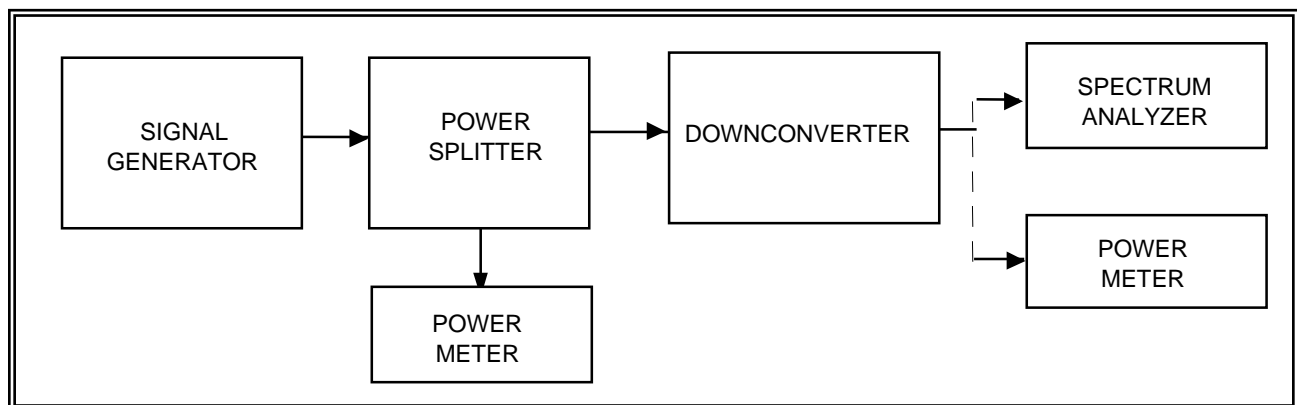 SIGNAL
GENERATOR
POWER
SPLITTER
DOWNCONVERTER
SPECTRUM
ANALYZER
POWER
METER
POWER
METER